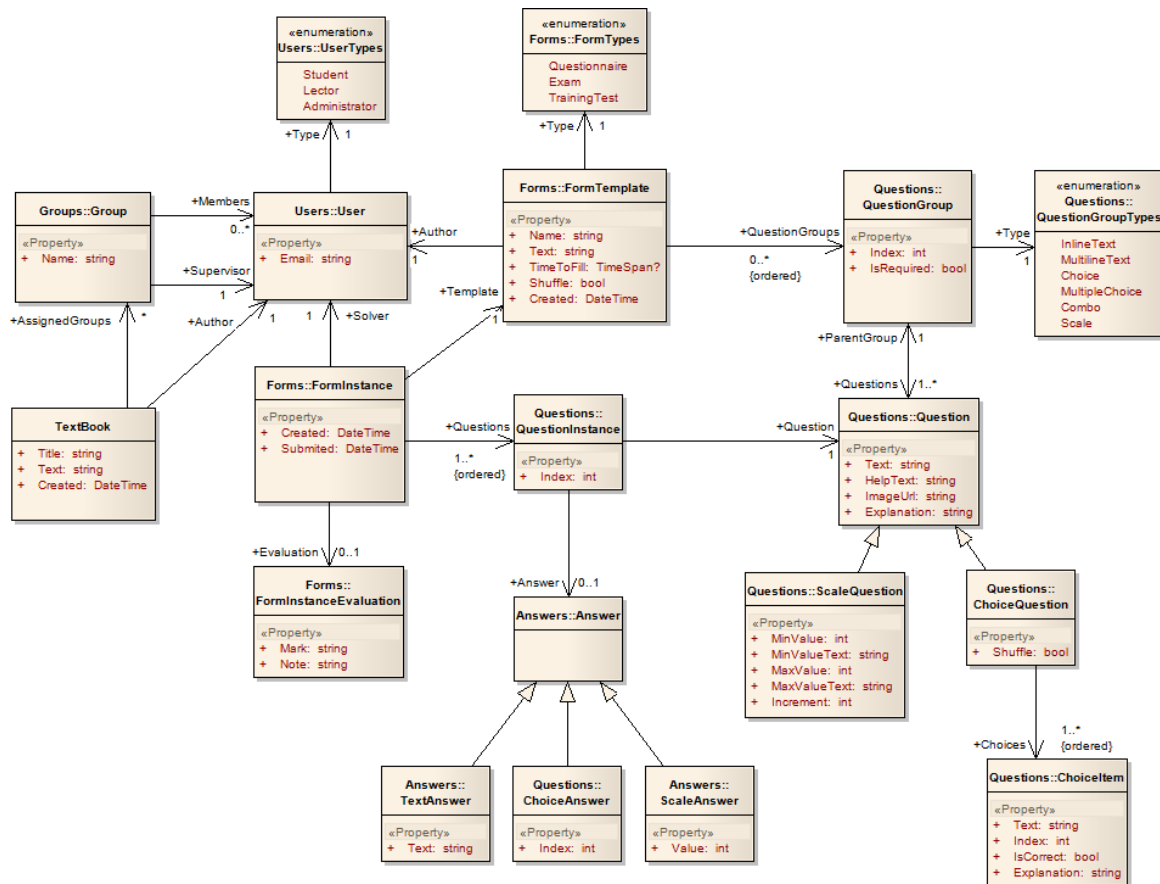 «enumeration»
Users::UserTypes
Student
Lector
Administrator
«enumeration»
Forms::FormTypes
Questionnaire
Exam
TrainingTest
+Type
1
+Type
1
Groups::Group
«Property»
+ Name: string
+Members
0..*
+Supervisor
1
Users::User
«Property»
+ Email: string
+Author
1
Forms::FormTemplate
«Property»
+ Name: string
+ Text: string
+ TimeToFill: TimeSpan?
+ Shuffle: bool
+ Created: DateTime
+QuestionGroups
0..*
{ordered}
Questions::
QuestionGroup
«Property»
+ Index: int
+ IsRequired: bool
+Type
1
«enumeration»
Questions::
QuestionGroupTypes
InlineText
MultilineText
Choice
MultipleChoice
Combo
Scale
+AssignedGroups
*
+Author
1
1
+Solver
+Template
1
+ParentGroup
1
+Questions
1..*
TextBook
+ Title: string
+ Text: string
+ Created: DateTime
Forms::FormInstance
«Property»
+ Created: DateTime
+ Submited: DateTime
+Questions
1..*
{ordered}
Questions::
QuestionInstance
«Property»
+ Index: int
+Question
1
Questions::Question
«Property»
+ Text: string
+ HelpText: string
+ ImageUrl: string
+ Explanation: string
+Evaluation
0..1
Forms::
FormInstanceEvaluation
«Property»
+ Mark: string
+ Note: string
+Answer
0..1
Answers::Answer
«Property»
Questions::ScaleQuestion
«Property»
+ MinValue: int
+ MinValueText: string
+ MaxValue: int
+ MaxValueText: string
+ Increment: int
Questions::
ChoiceQuestion
«Property»
+ Shuffle: bool
+Choices
1..*
{ordered}
Answers::
TextAnswer
«Property»
+ Text: string
Questions::
ChoiceAnswer
«Property»
+ Index: int
Answers::
ScaleAnswer
«Property»
+ Value: int
Questions::ChoiceItem
«Property»
+ Text: string
+ Index: int
+ IsCorrect: bool
+ Explanation: string